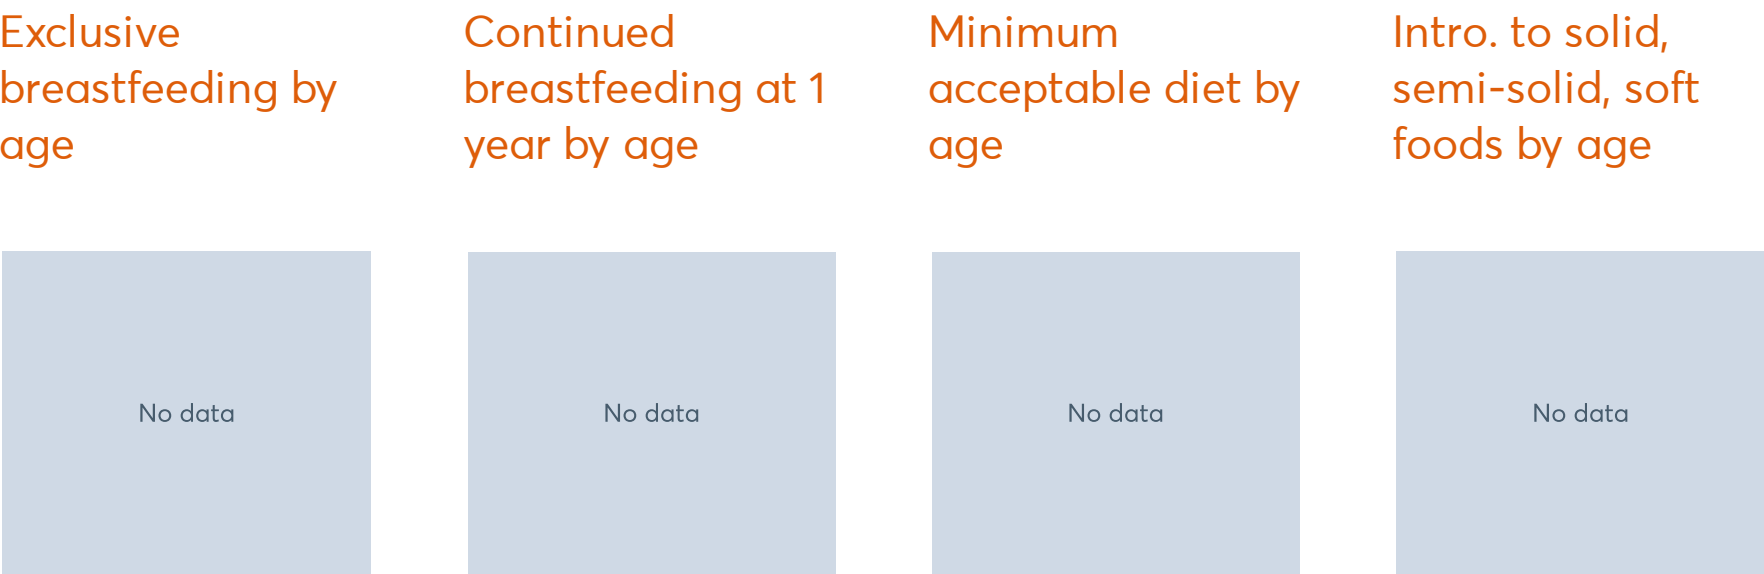 Exclusive
breastfeeding by
age
Continued
breastfeeding at 1
year by age
Minimum
acceptable diet by
age
Intro. to solid,
semi-solid, soft
foods by age
No data
No data
No data
No data